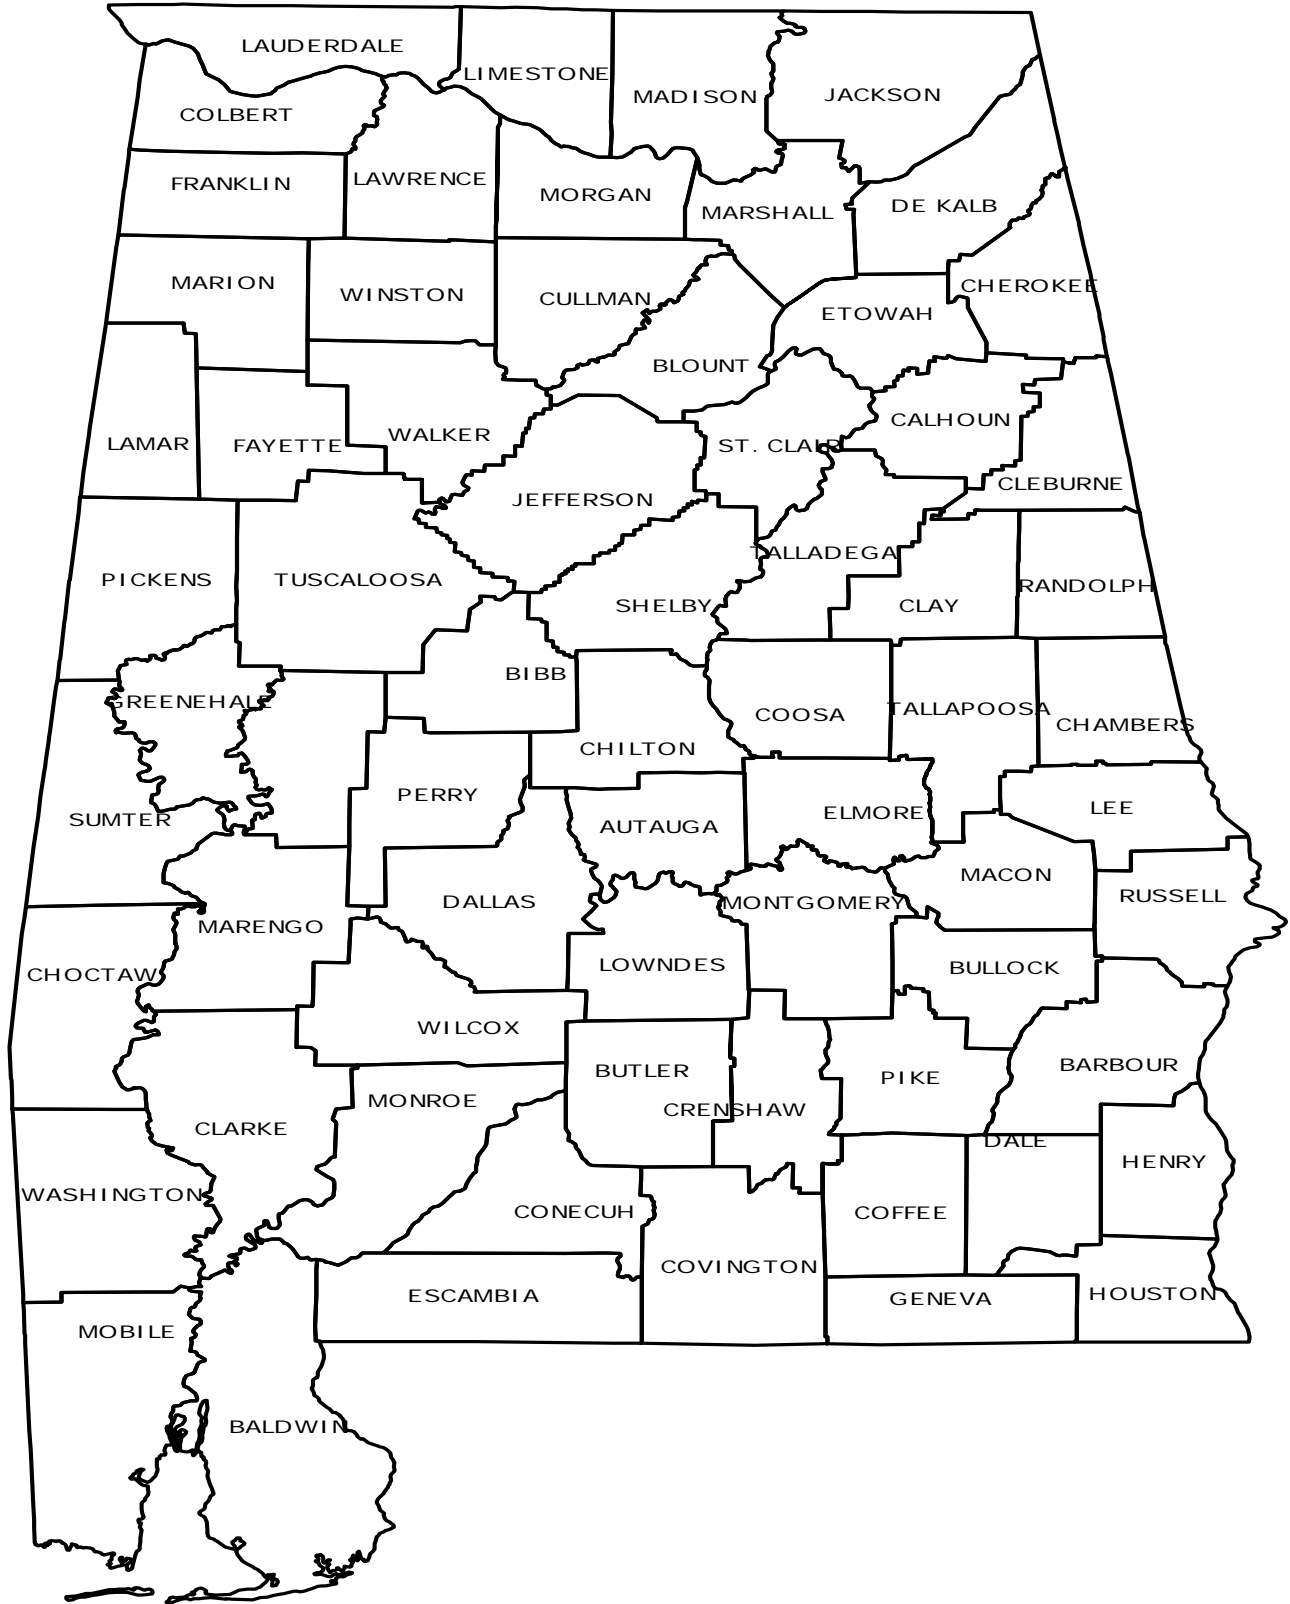 LAUDERDALE
LIMESTONE
MADISON
JACKSON
COLBERT
FRANKLIN
LAWRENCE
MORGAN
MARSHALL
DE KALB
MARION
WINSTON
CULLMAN
ETOWAH
CHEROKEE
BLOUNT
LAMAR
FAYETTE
WALKER
ST. CLAIR
CALHOUN
JEFFERSON
CLEBURNE
PICKENS
TUSCALOOSA
TALLADEGA
SHELBY
CLAY
RANDOLPH
GREENEHALE
BIBB
COOSA
TALLAPOOSA
CHAMBERS
CHILTON
SUMTER
PERRY
AUTAUGA
ELMORE
LEE
MACON
RUSSELL
DALLAS
MONTGOMERY
MARENGO
CHOCTAW
LOWNDES
BULLOCK
WILCOX
BUTLER
PIKE
BARBOUR
MONROE
CRENSHAW
CLARKE
DALE
HENRY
WASHINGTON
CONECUH
COFFEE
COVINGTON
ESCAMBIA
GENEVA
HOUSTON
MOBILE
BALDWIN